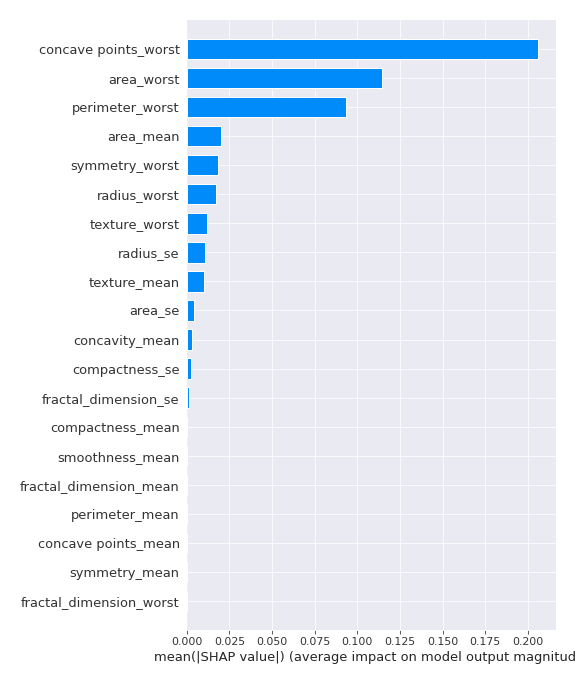 concave points_worst
area_worst
perimeter_worst
area_mean
symmetry_worst
radius_worst
texture_worst
radius_se
texture_mean
area_se
concavity_mean
compactness_se
fractal_dimension_se
compactness_mean
smoothness_mean
fractal_dimension_mean
perimeter_mean
concave points_mean
symmetry_mean
fractal_dimension_worst
0.000 0.025 0.050 0.075 0.100 0.125 0.150 0.175 0.200
mean(|SHAP value|) (average impact on model output magnitud